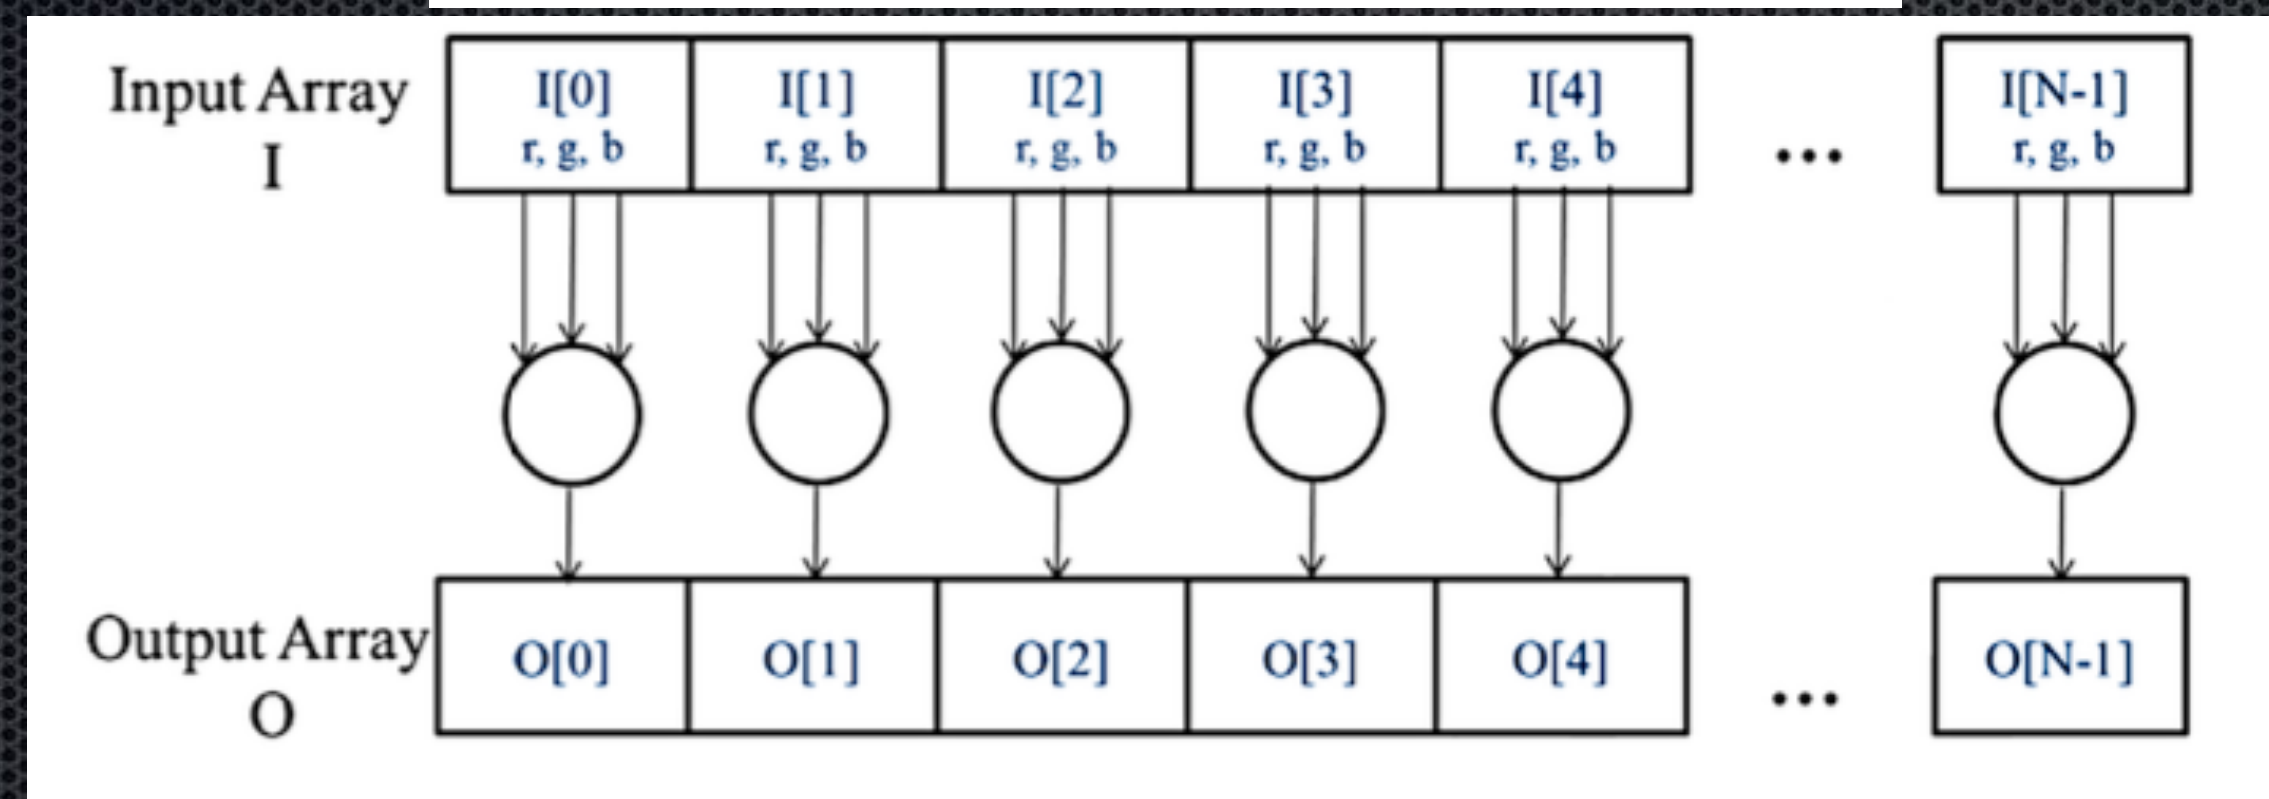 Input Array
I
I[0] I[1] I[2] I[3] I[4] ... I[N-1]
r, g, b r, g, b r, g, b r, g, b r, g, b r, g, b
Output Array
O
O[0] O[1] O[2] O[3] O[4] ... O[N-1]